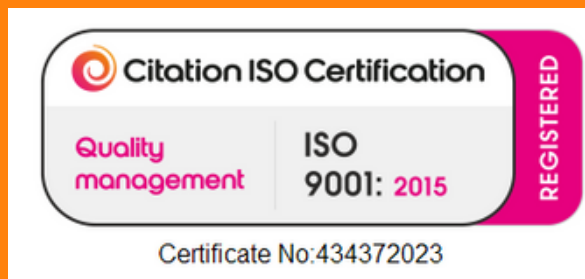 Citation ISO Certification
Quality
management
ISO
9001: 2015
REGISTERED
Certificate No:434372023